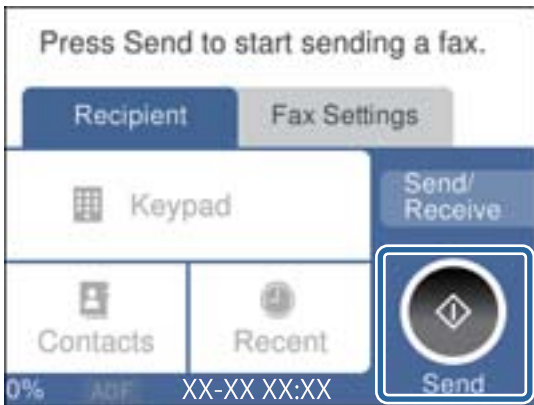 Press Send to start sending a fax.
Recipient
Fax Settings
Keypad
Send/
Receive
Contacts
Recent
Send
0%
ADF
XX-XX XX:XX